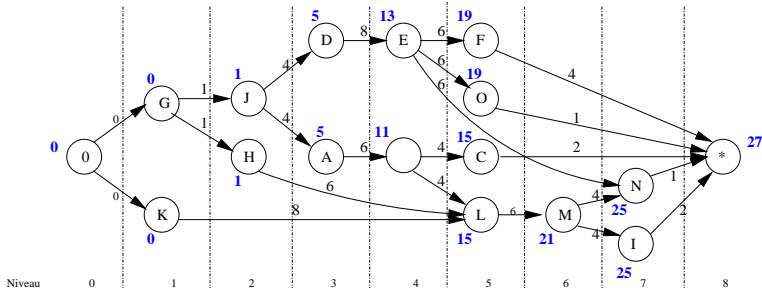 5 13 19
D 8 E 6 F
0 1 4 6 19 4
G 1 J 6 O
0 1 4 5 11 15 1 27
0 0 H A 6 4 C 2 *
0 1 6 4 N 1
K 8 L 6 M 4 25 2
0 15 21 4 I
25
Niveau 0 1 2 3 4 5 6 7 8